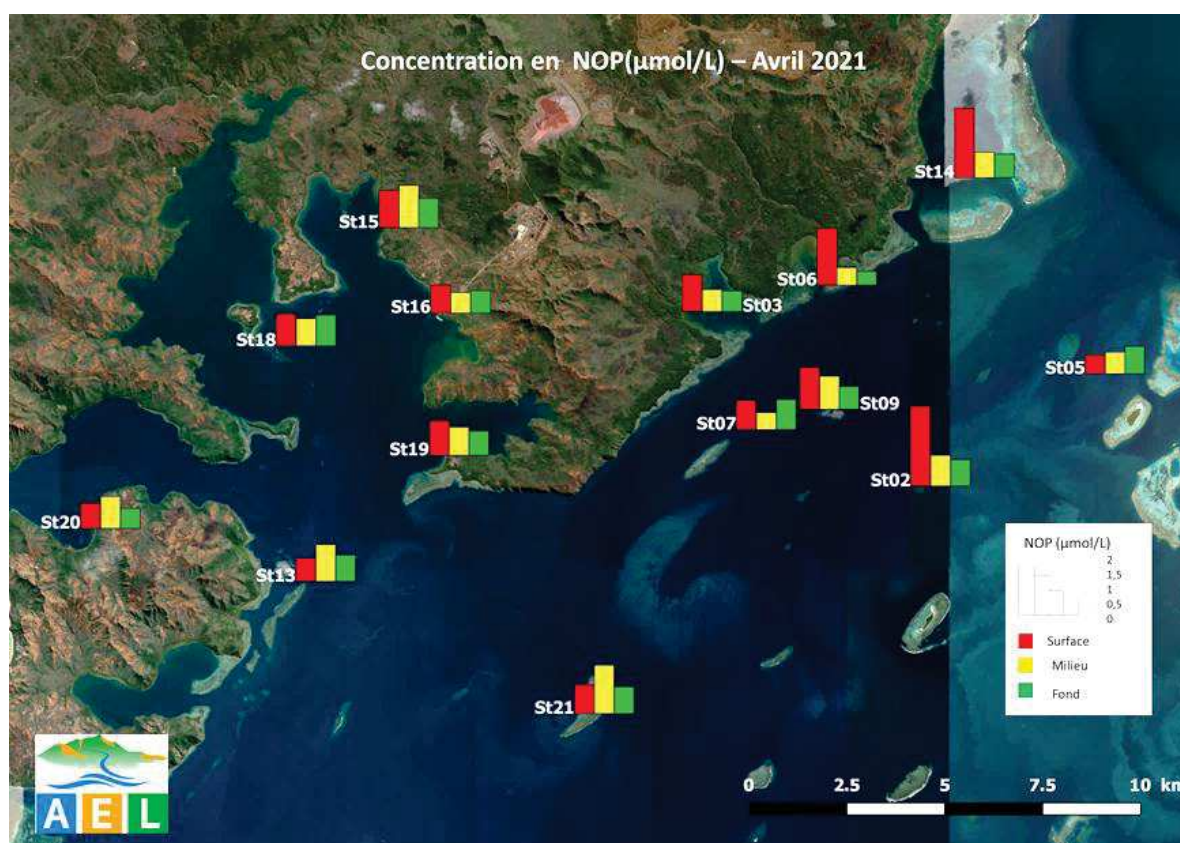 Concentration en NOP(µmol/L) – Avril 2021
St14
St15
St06
St16
St03
St18
St05
St09
St07
St19
St02
St20
St13
St21
NOP (µmol/L)
2
1,5
1
0,5
0
Surface
Milieu
Fond
0 2.5 5 7.5 10 km
AEL